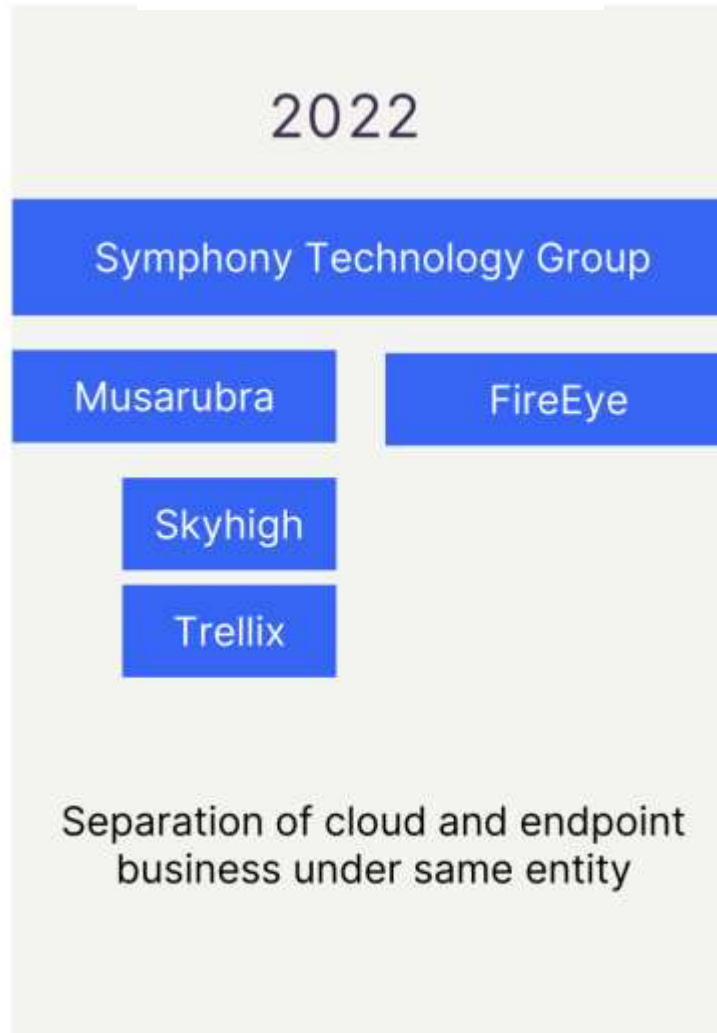 2022
Symphony Technology Group
Musarubra
FireEye
Skyhigh
Trellix
Separation of cloud and endpoint
business under same entity